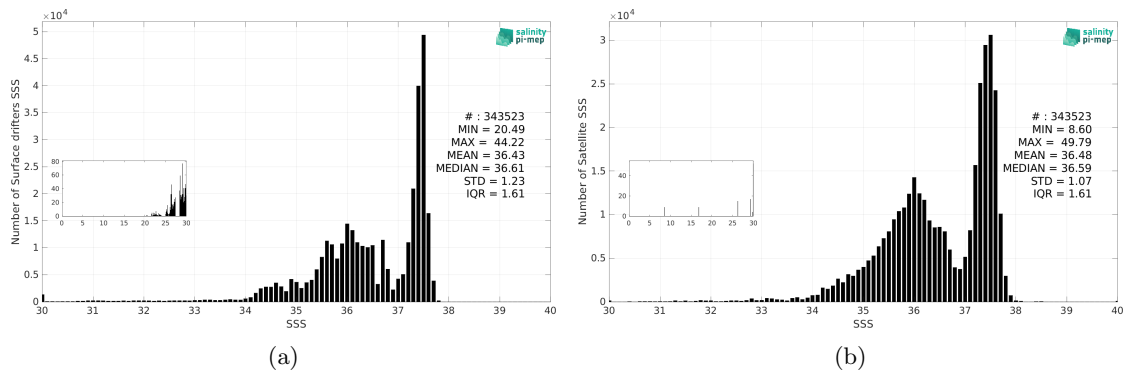 ×10⁴
5
4.5
4
3.5
3
2.5
2
1.5
1
0.5
0
Number of Surface drifters SSS
30 31 32 33 34 35 36 37 38 39 40
SSS
salinity
pi-mep
# : 343523
MIN = 20.49
MAX = 44.22
MEAN = 36.43
MEDIAN = 36.61
STD = 1.23
IQR = 1.61
80
60
40
20
0
0 5 10 15 20 25 30
(a)
×10⁴
3
2.5
2
1.5
1
0.5
0
Number of Satellite SSS
30 31 32 33 34 35 36 37 38 39 40
SSS
salinity
pi-mep
# : 343523
MIN = 8.60
MAX = 49.79
MEAN = 36.48
MEDIAN = 36.59
STD = 1.07
IQR = 1.61
40
20
0
0 5 10 15 20 25 30
(b)